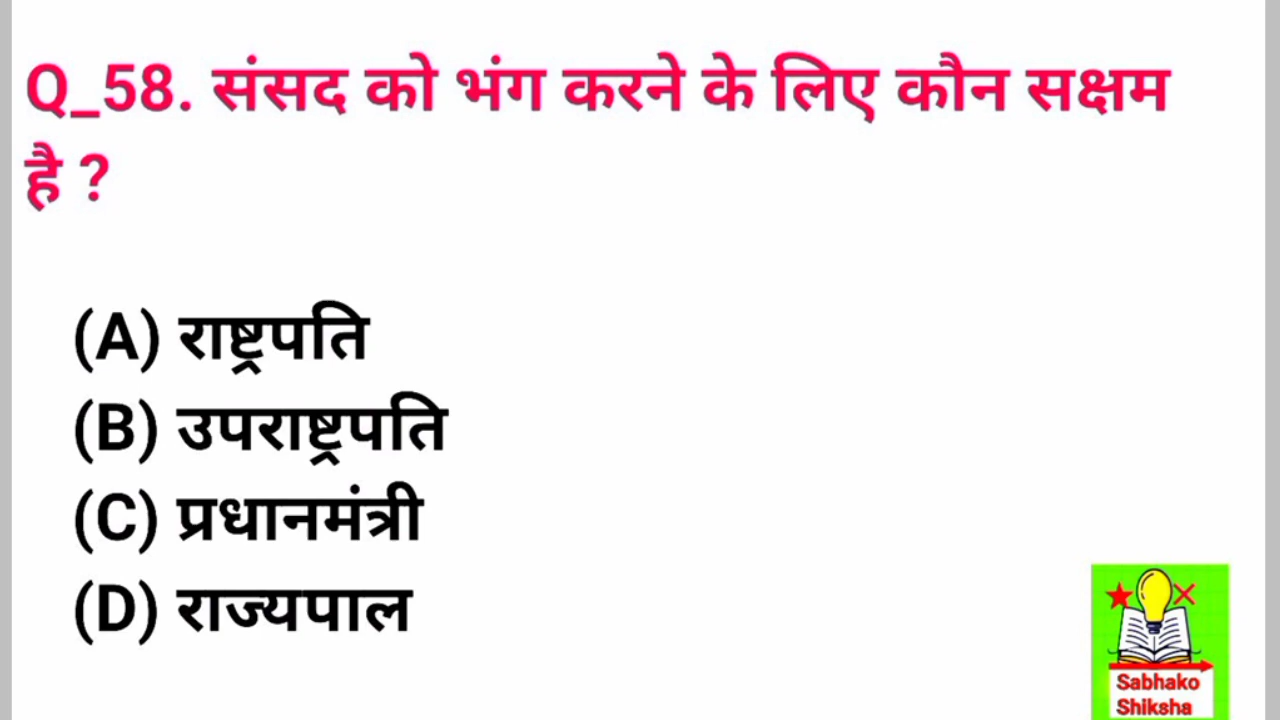 Q_58. संसद को भंग करने के लिए कौन सक्षम
है ?
(A) राष्ट्रपति
(B) उपराष्ट्रपति
(C) प्रधानमंत्री
(D) राज्यपाल
Sabhako
Shiksha